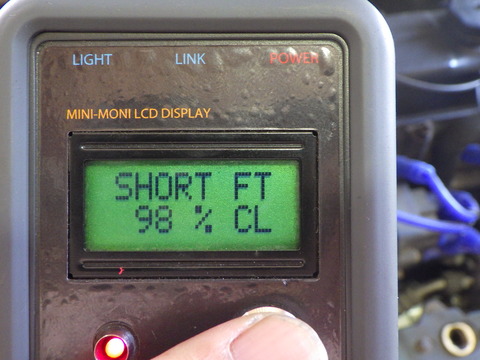 LIGHT LINK POWER
MINI-MONI LCD DISPLAY
SHORT FT
98 % CL